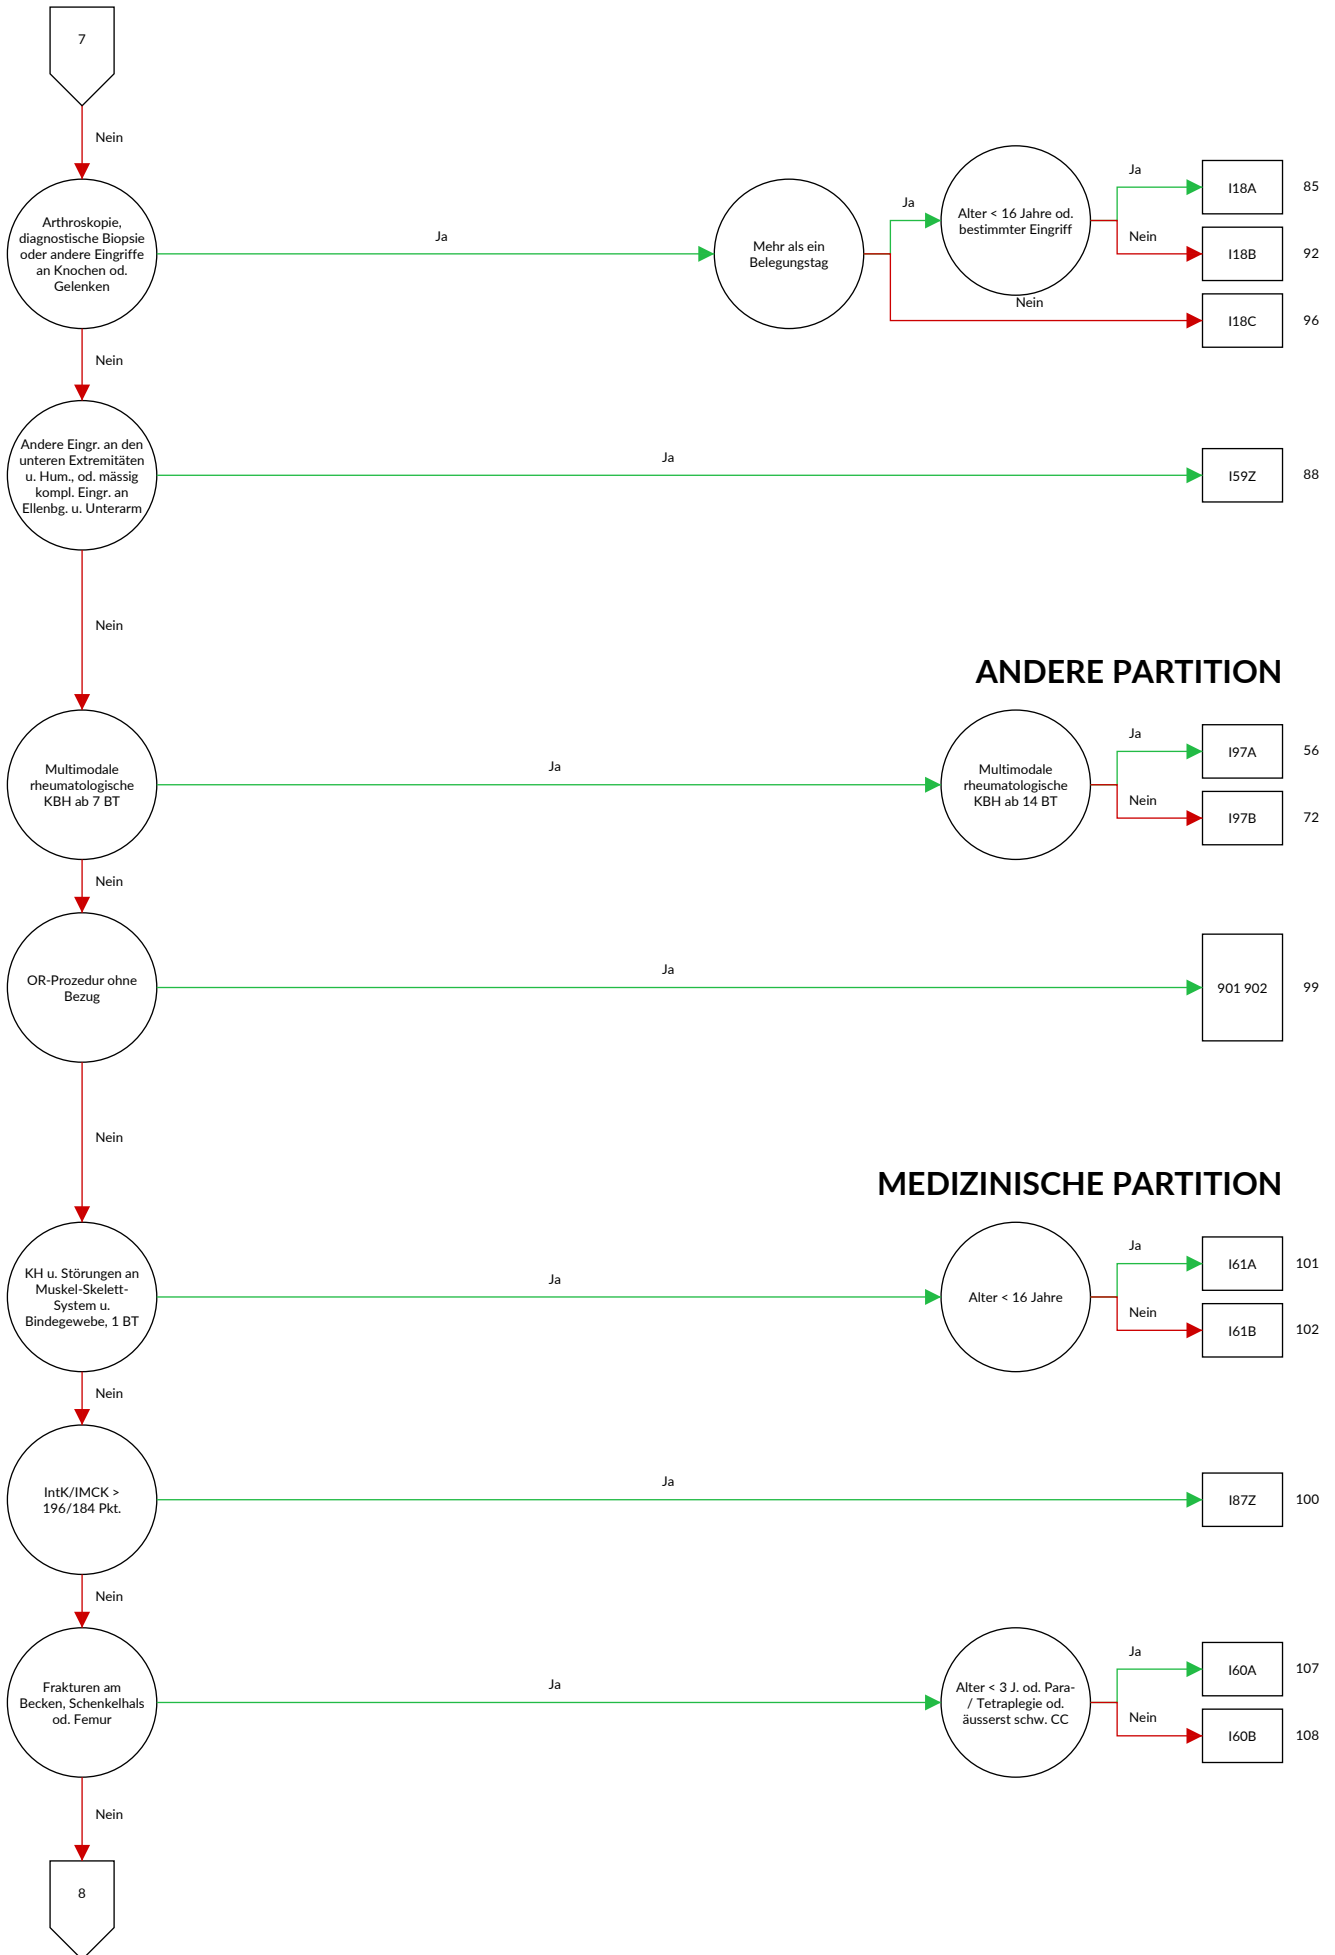 7
Nein
Arthroskopie,
diagnostische Biopsie
oder andere Eingriffe
an Knochen od.
Gelenken
Ja
Mehr als ein
Belegungstag
Ja
Alter < 16 Jahre od.
bestimmter Eingriff
Ja
I18A
85
Nein
I18B
92
Nein
I18C
96
Nein
Andere Eingr. an den
unteren Extremitäten
u. Hum., od. mässig
kompl. Eingr. an
Ellenbg. u. Unterarm
Ja
I59Z
88
Nein
ANDERE PARTITION
Multimodale
rheumatologische
KBH ab 7 BT
Ja
Multimodale
rheumatologische
KBH ab 14 BT
Ja
I97A
56
Nein
I97B
72
Nein
OR-Prozedur ohne
Bezug
Ja
901 902
99
Nein
MEDIZINISCHE PARTITION
KH u. Störungen an
Muskel-Skelett-
System u.
Bindegewebe, 1 BT
Ja
Alter < 16 Jahre
Ja
I61A
101
Nein
I61B
102
Nein
IntK/IMCK >
196/184 Pkt.
Ja
I87Z
100
Nein
Frakturen am
Becken, Schenkelhals
od. Femur
Ja
Alter < 3 J. od. Para-
/ Tetraplegie od.
äusserst schw. CC
Ja
I60A
107
Nein
I60B
108
Nein
8